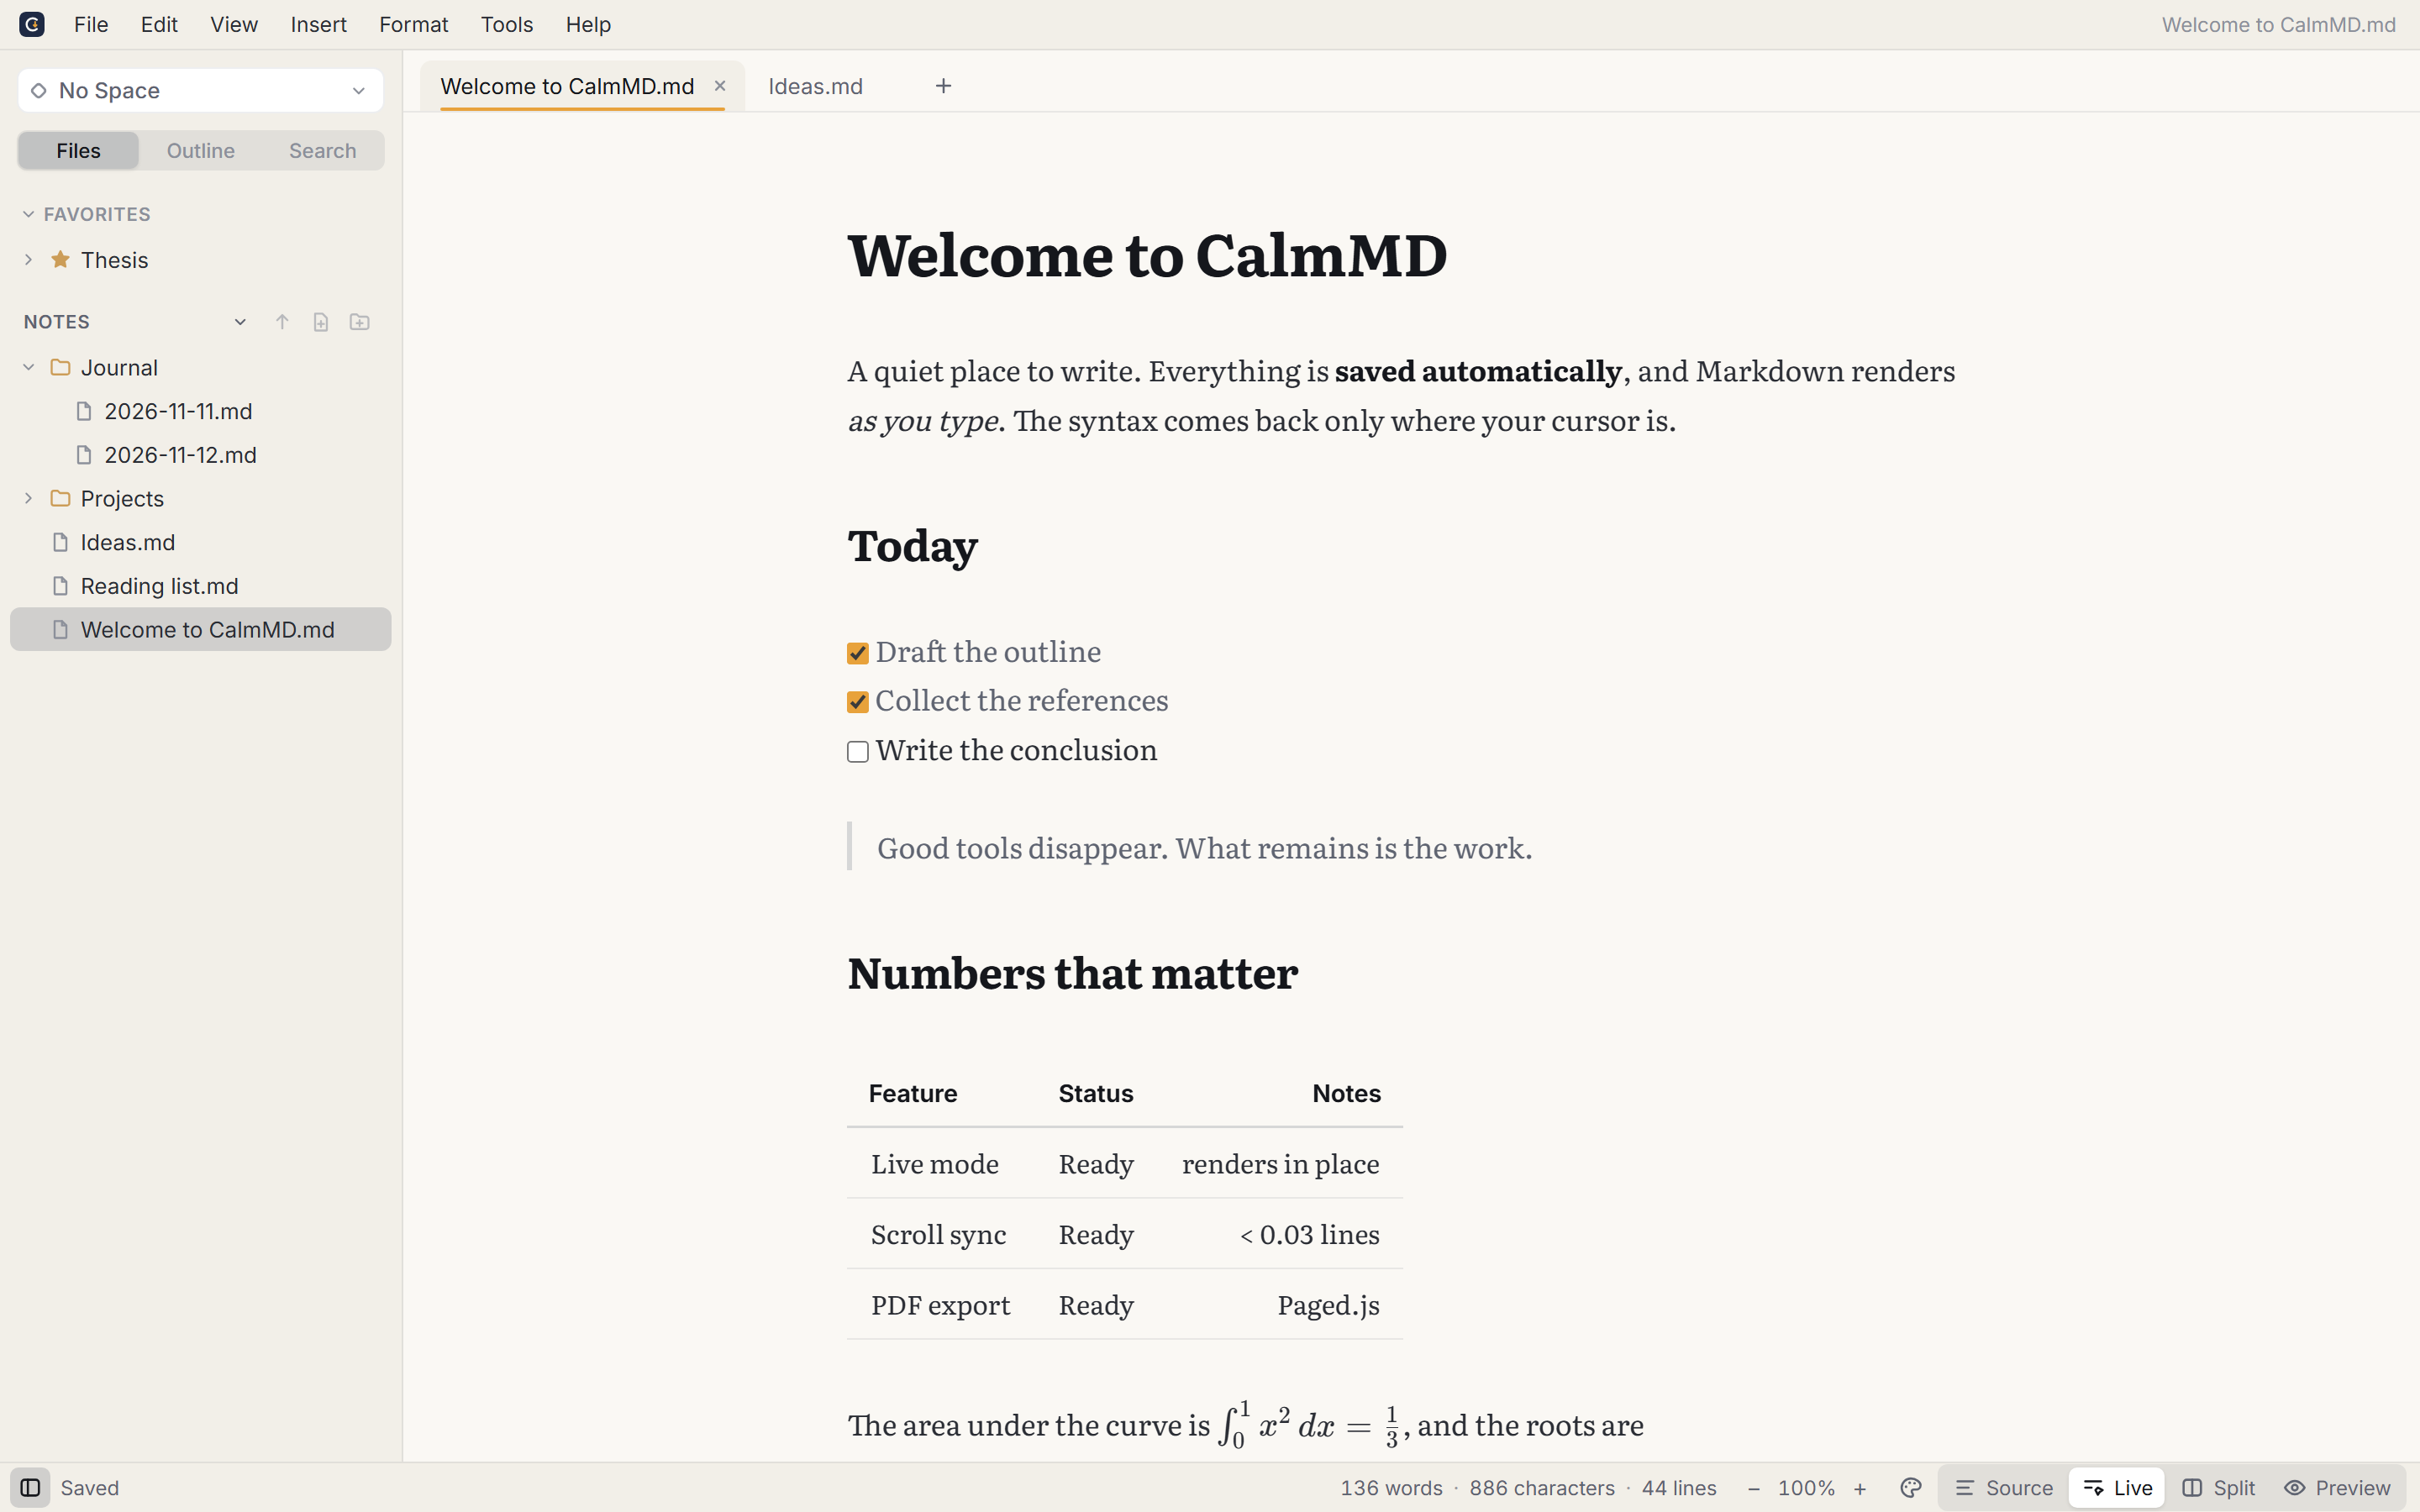 File Edit View Insert Format Tools Help Welcome to CalmMD.md
No Space
Files Outline Search
FAVORITES
Thesis
NOTES
Journal
2026-11-11.md
2026-11-12.md
Projects
Ideas.md
Reading list.md
Welcome to CalmMD.md
Welcome to CalmMD.md × Ideas.md +
Welcome to CalmMD
A quiet place to write. Everything is saved automatically, and Markdown renders
as you type. The syntax comes back only where your cursor is.
Today
Draft the outline
Collect the references
Write the conclusion
Good tools disappear. What remains is the work.
Numbers that matter
Feature Status Notes
Live mode Ready renders in place
Scroll sync Ready < 0.03 lines
PDF export Ready Paged.js
The area under the curve is ∫₀¹ x² dx = 1/3, and the roots are
Saved 136 words · 886 characters · 44 lines − 100% + Source Live Split Preview